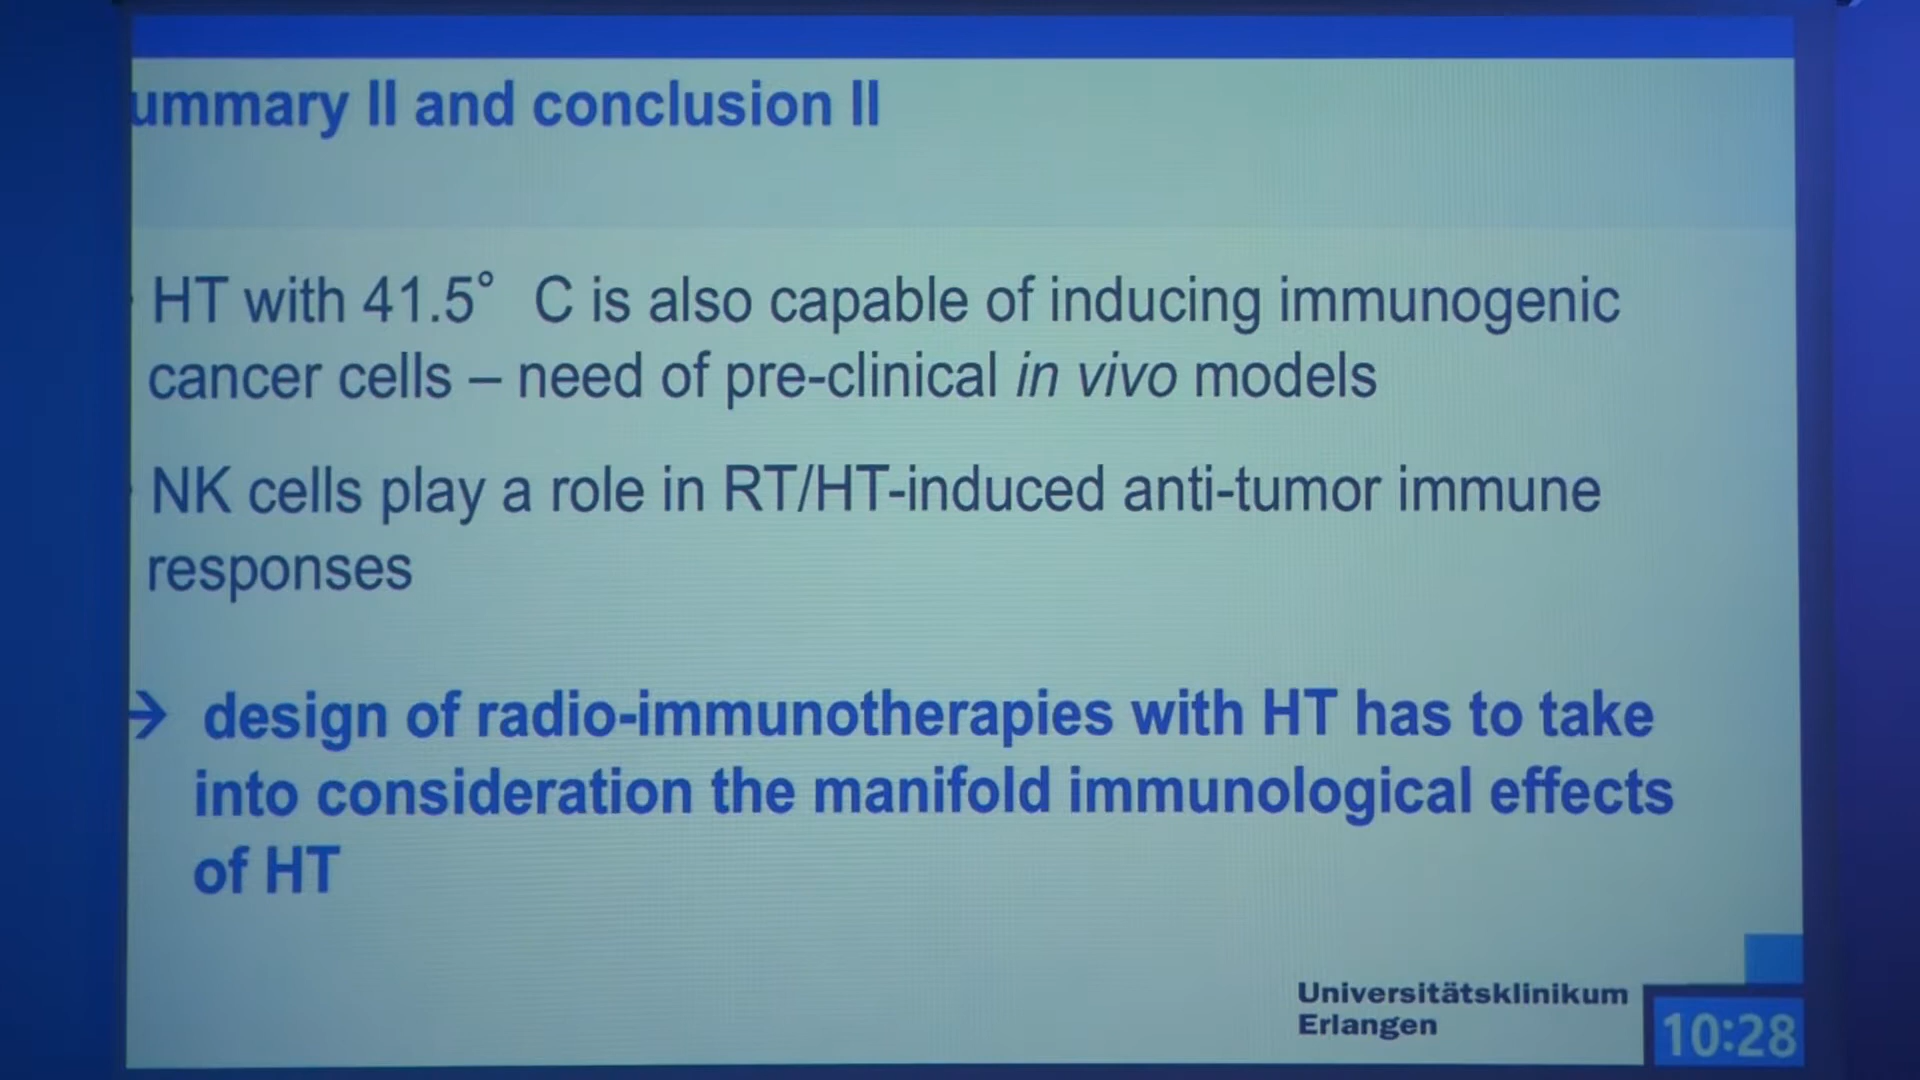 ummary II and conclusion II
HT with 41.5° C is also capable of inducing immunogenic
cancer cells – need of pre-clinical in vivo models
NK cells play a role in RT/HT-induced anti-tumor immune
responses
→ design of radio-immunotherapies with HT has to take
into consideration the manifold immunological effects
of HT
Universitätsklinikum
Erlangen
10:28